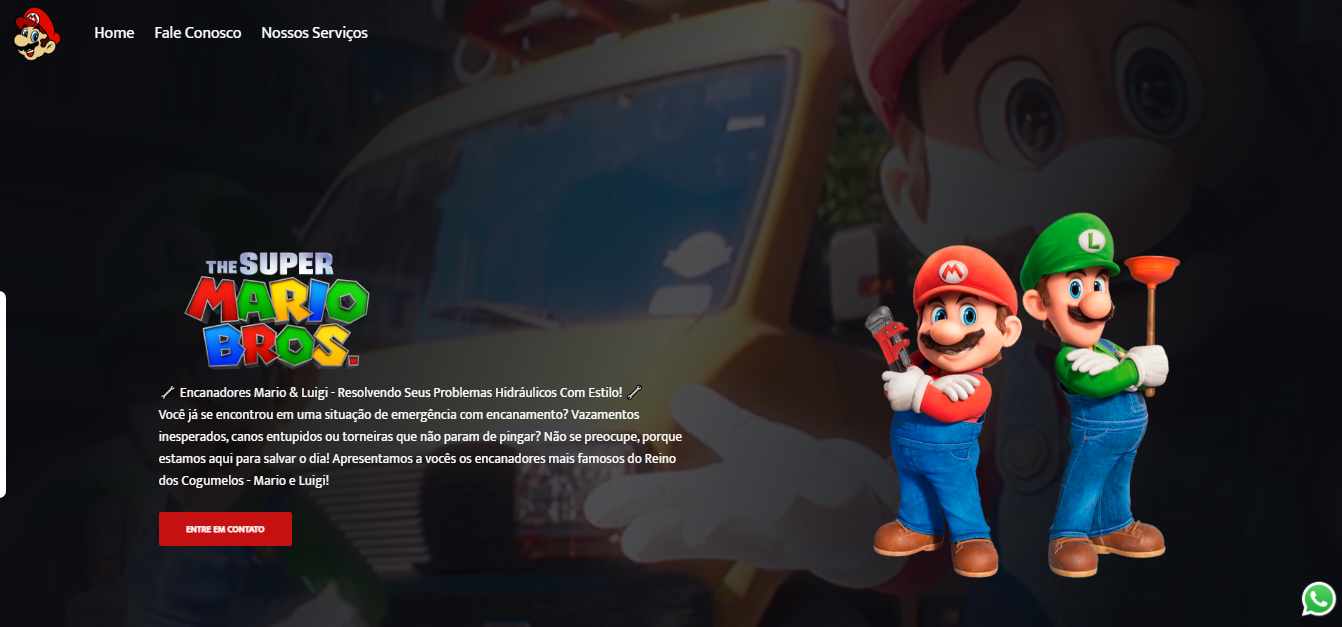 Home Fale Conosco Nossos Serviços
THE SUPER
MARIO
BROS.
Encanadores Mario & Luigi - Resolvendo Seus Problemas Hidráulicos Com Estilo!
Você já se encontrou em uma situação de emergência com encanamento? Vazamentos
inesperados, canos entupidos ou torneiras que não param de pingar? Não se preocupe, porque
estamos aqui para salvar o dia! Apresentamos a vocês os encanadores mais famosos do Reino
dos Cogumelos - Mario e Luigi!
ENTRE EM CONTATO
M
L